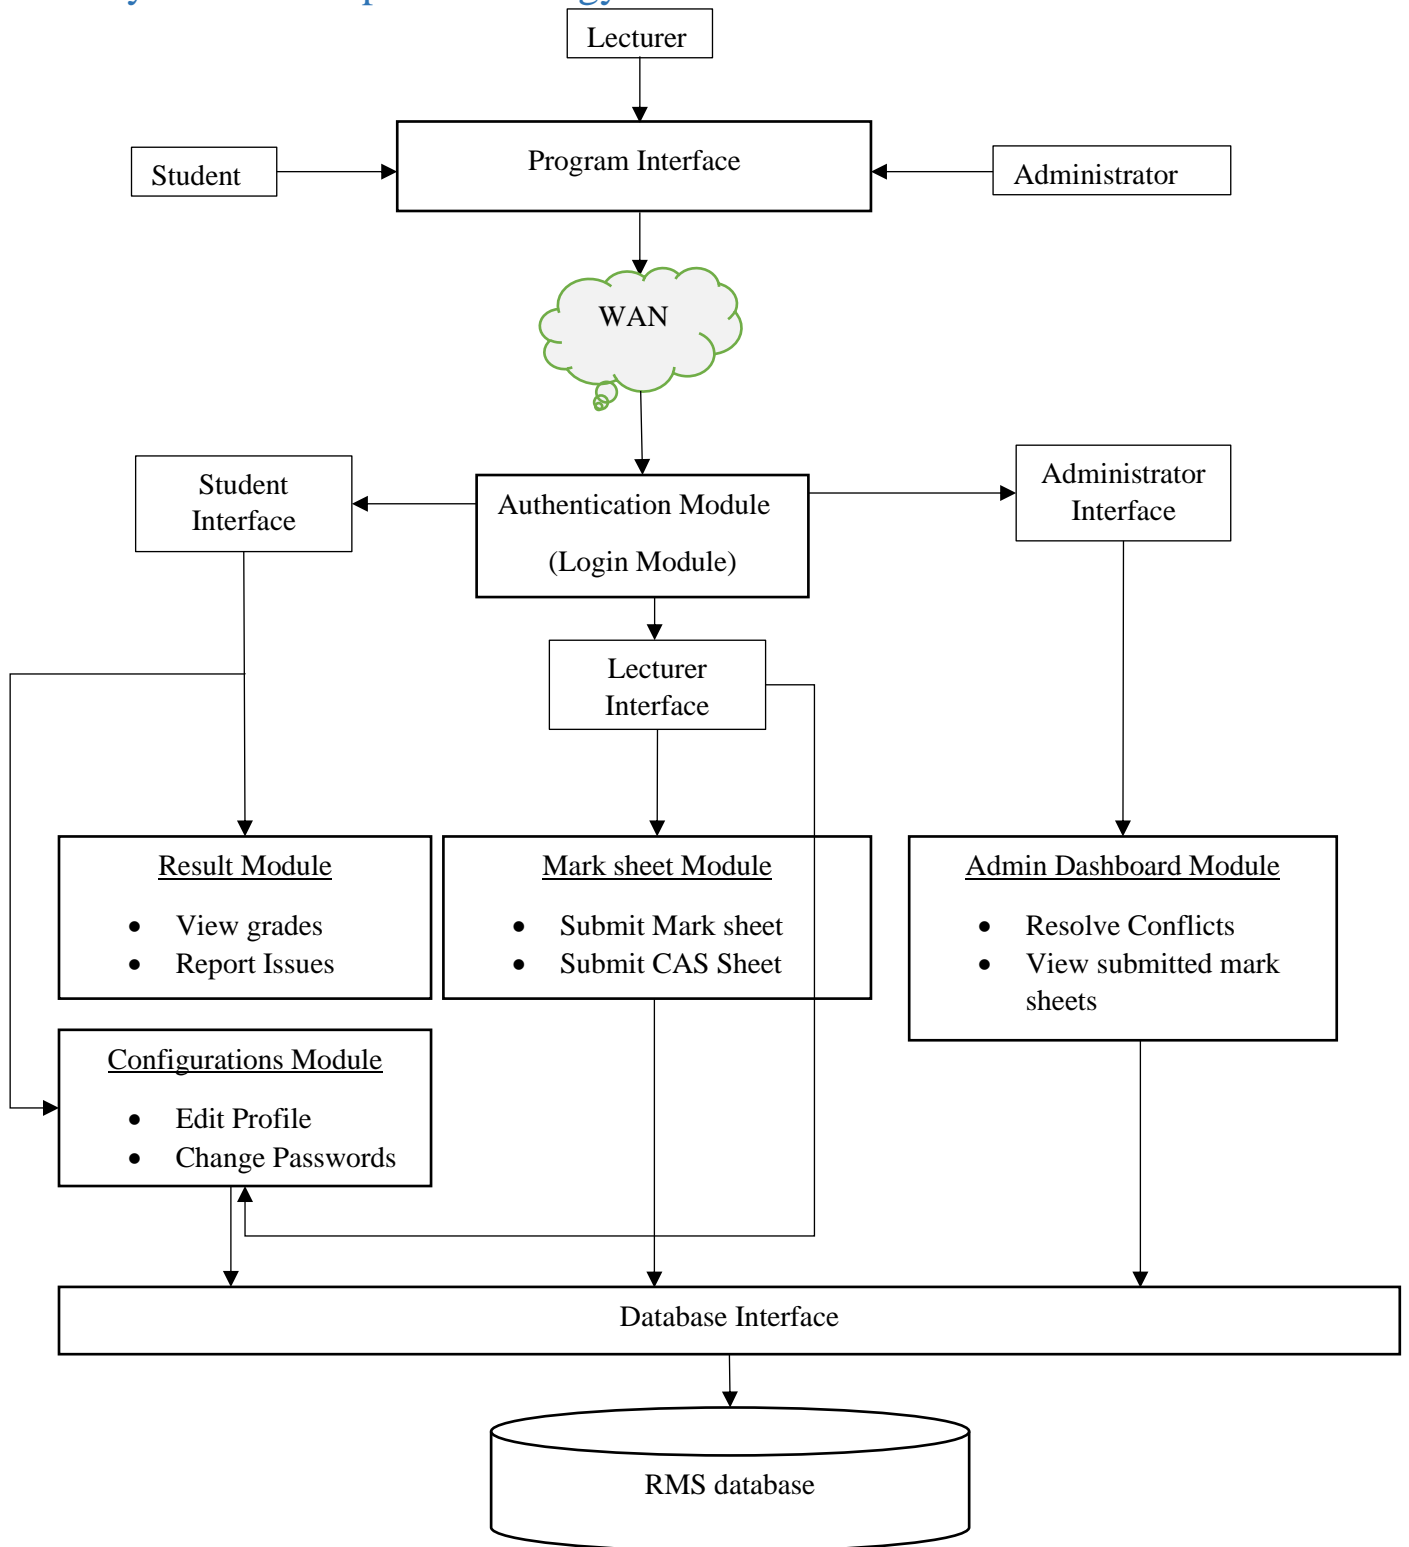 Lecturer
Program Interface
Student
Administrator
WAN
Student
Interface
Authentication Module
(Login Module)
Administrator
Interface
Lecturer
Interface
Result Module
• View grades
• Report Issues
Mark sheet Module
• Submit Mark sheet
• Submit CAS Sheet
Admin Dashboard Module
• Resolve Conflicts
• View submitted mark
sheets
Configurations Module
• Edit Profile
• Change Passwords
Database Interface
RMS database